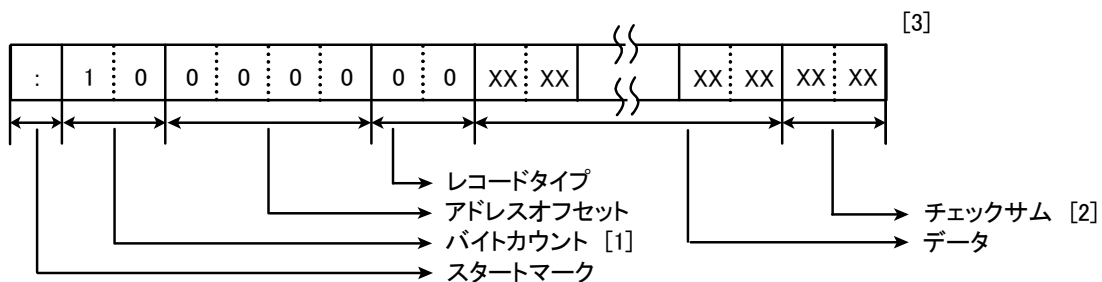 [3]
: 1 0 0 0 0 0 0 0 XX XX XX XX XX XX
レコードタイプ
アドレスオフセット
チェックサム [2]
バイトカウント [1]
データ
スタートマーク